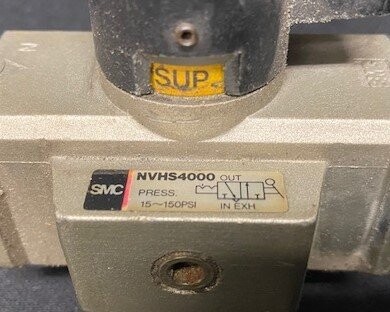 SUP.
SMC
NVHS4000 OUT
PRESS.
15~150PSI IN EXH.